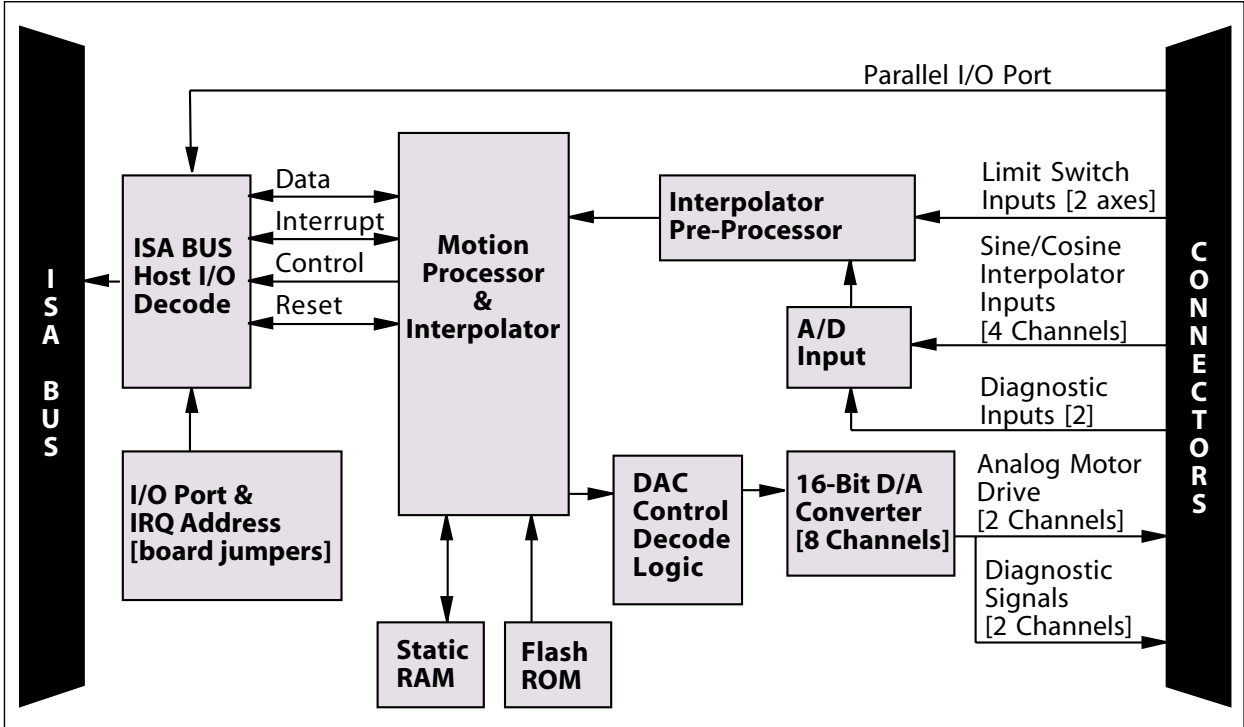 ISA BUS
Parallel I/O Port
ISA BUS
Host I/O
Decode
Data
Interrupt
Control
Reset
I/O Port &
IRQ Address
[board jumpers]
Motion
Processor
&
Interpolator
Static
RAM
Flash
ROM
Interpolator
Pre-Processor
A/D
Input
DAC
Control
Decode
Logic
16-Bit D/A
Converter
[8 Channels]
Limit Switch
Inputs [2 axes]
Sine/Cosine
Interpolator
Inputs
[4 Channels]
Diagnostic
Inputs [2]
Analog Motor
Drive
[2 Channels]
Diagnostic
Signals
[2 Channels]
CONNECTORS